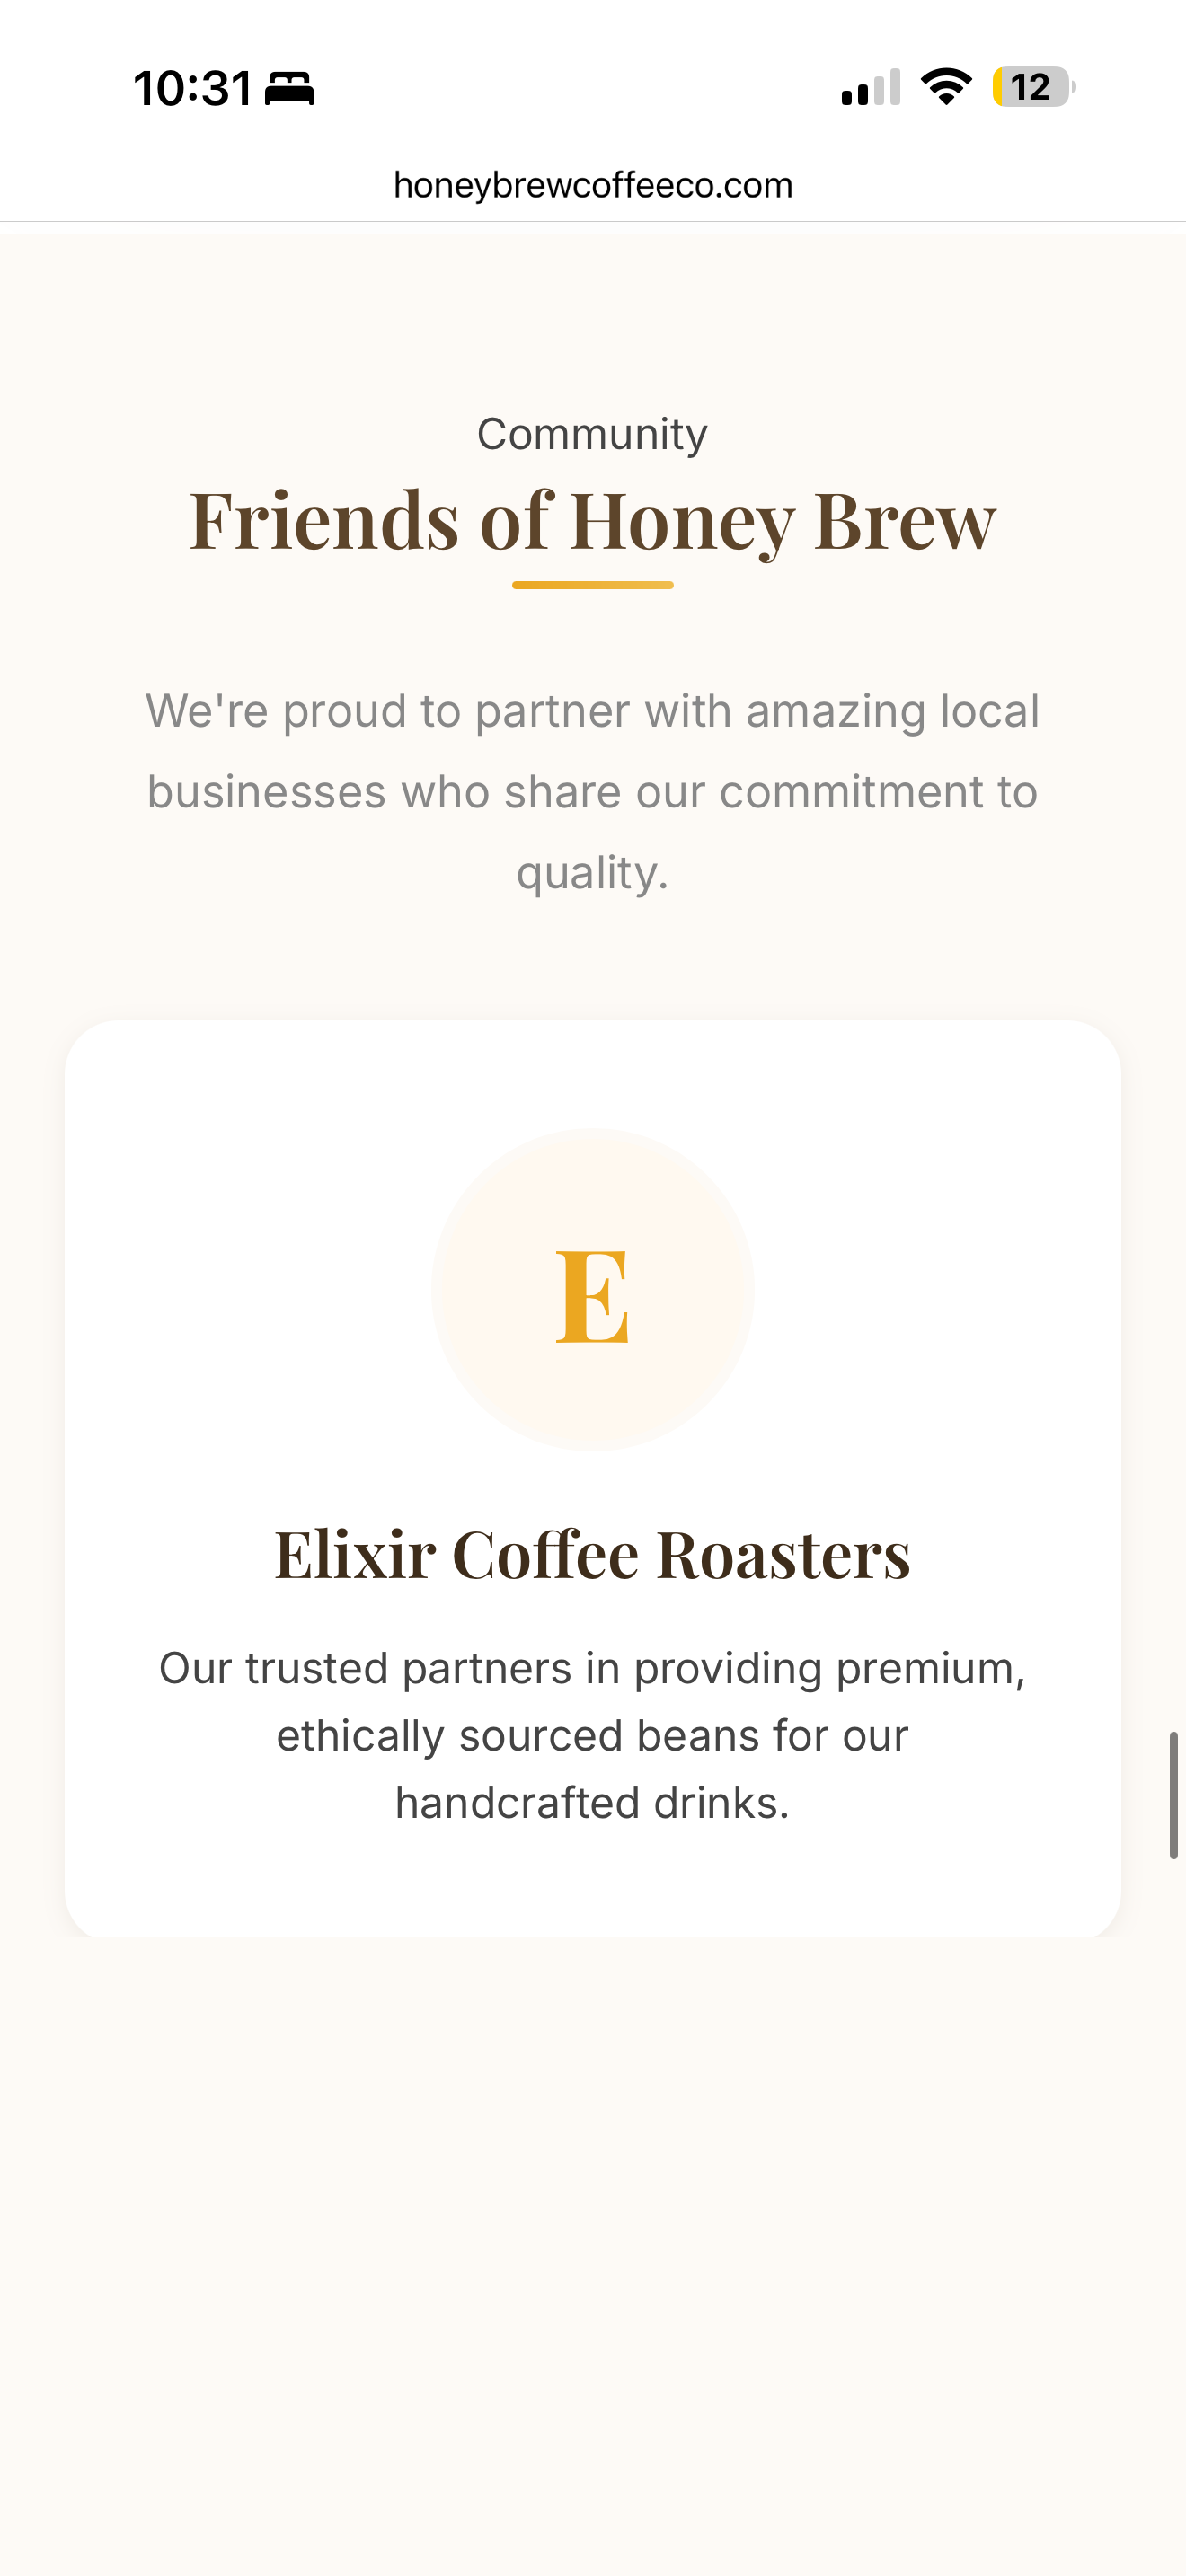 10:31
12
honeybrewcoffeeco.com
Community
Friends of Honey Brew
We're proud to partner with amazing local
businesses who share our commitment to
quality.
E
Elixir Coffee Roasters
Our trusted partners in providing premium,
ethically sourced beans for our
handcrafted drinks.